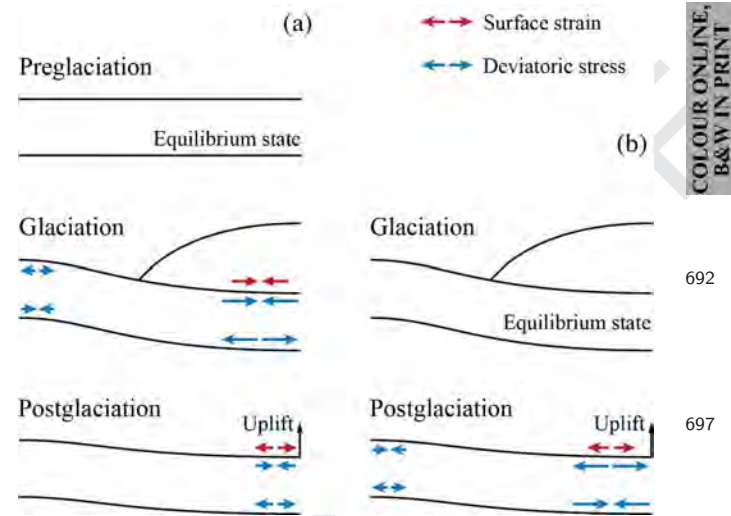 (a)
Surface strain
Deviatoric stress
Preglaciation
Equilibrium state
(b)
Glaciation
Glaciation
Equilibrium state
Postglaciation
Uplift
Postglaciation
Uplift
692
697
COLOUR ONLINE,
B&W IN PRINT